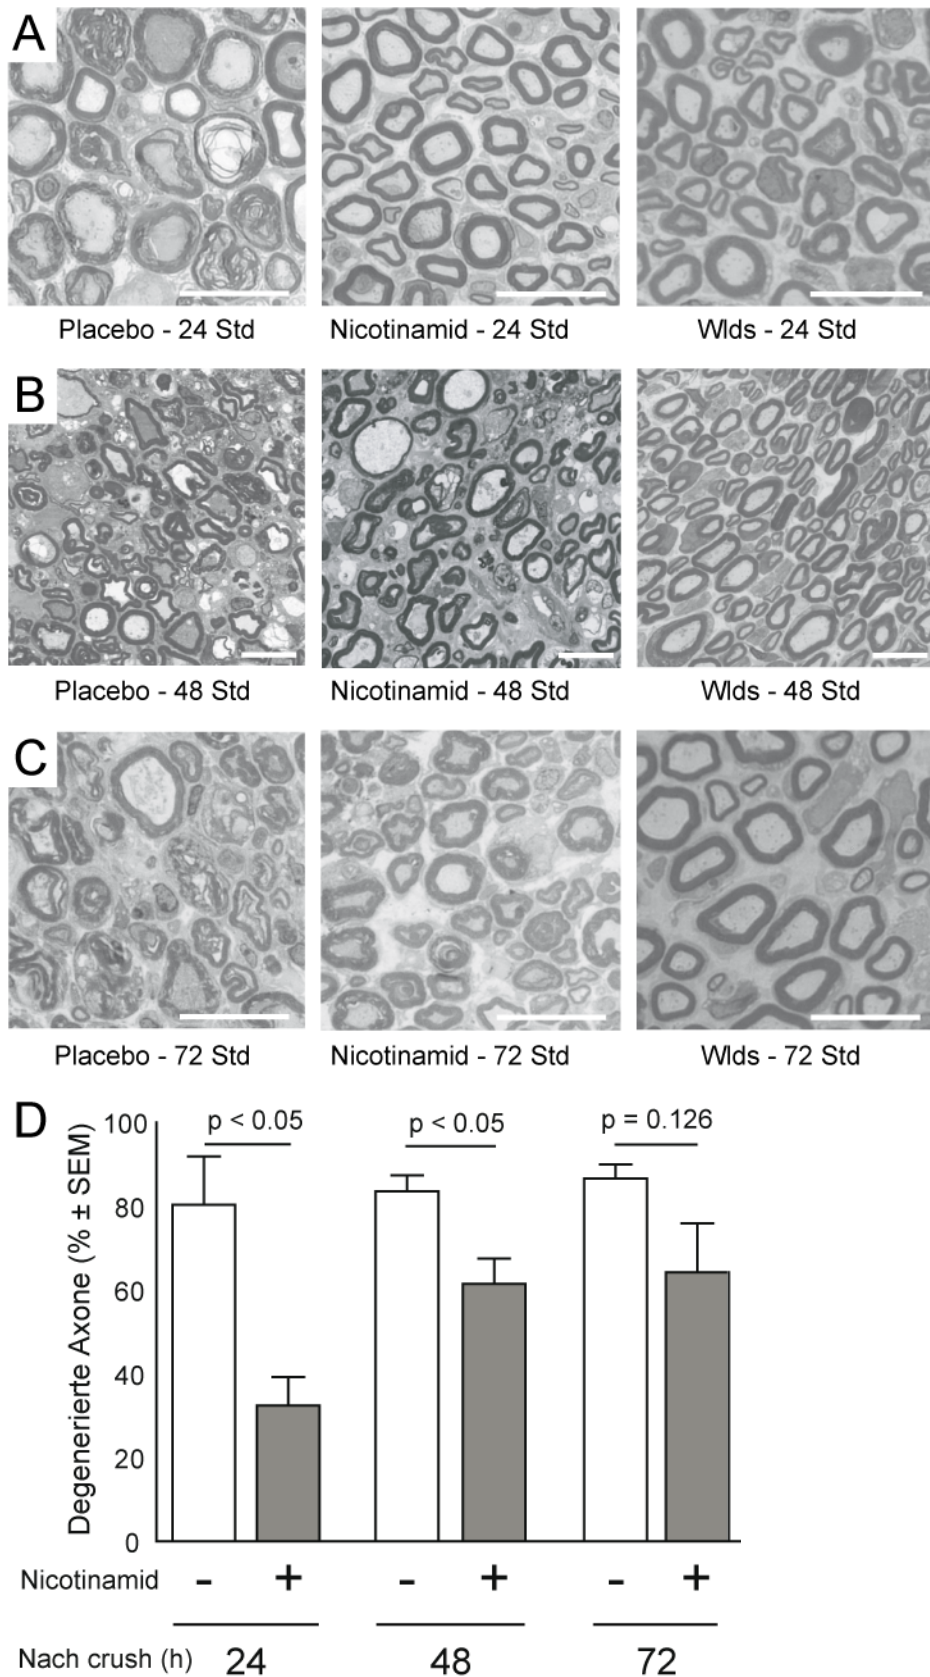 A
Placebo - 24 Std
Nicotinamid - 24 Std
Wlds - 24 Std
B
Placebo - 48 Std
Nicotinamid - 48 Std
Wlds - 48 Std
C
Placebo - 72 Std
Nicotinamid - 72 Std
Wlds - 72 Std
D
Degenerierte Axone (% ± SEM)
100
80
60
40
20
0
p < 0.05
p < 0.05
p = 0.126
Nicotinamid - + - + - +
Nach crush (h) 24 48 72